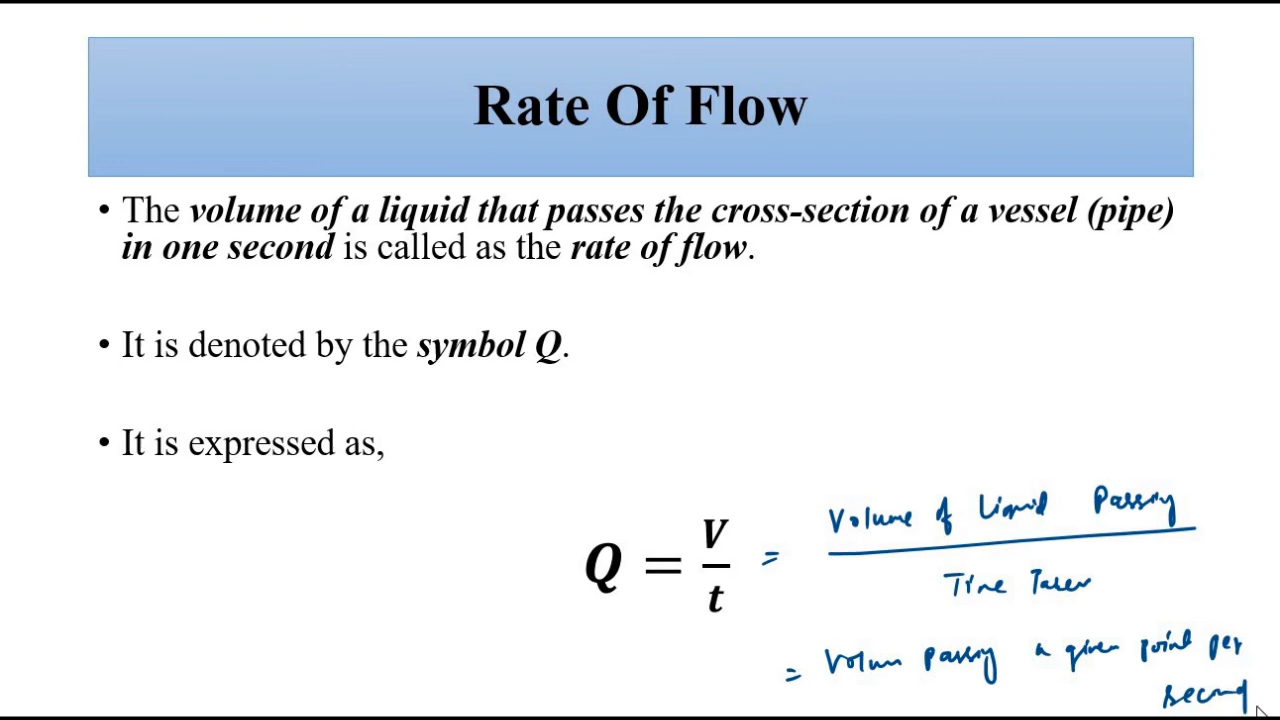 Rate Of Flow
• The volume of a liquid that passes the cross-section of a vessel (pipe)
in one second is called as the rate of flow.
• It is denoted by the symbol Q.
• It is expressed as,
Q = V/t = Volume of Liquid Passing / Time Taken
= Volum passing a given point per
second